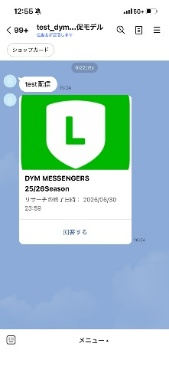 12:55
50+
99+
test_dym...促モデル
ショップカード
test配信
L
DYM MESSENGERS
25/26Season
リサーチの終了日時： 2026/06/30
23:59
回答する
メニュー